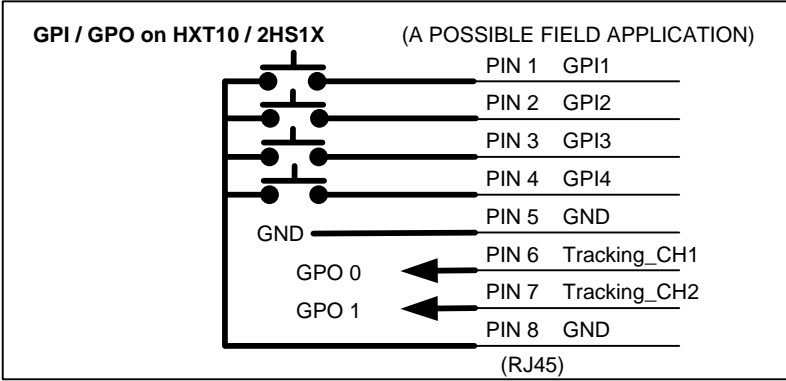 GPI / GPO on HXT10 / 2HS1X (A POSSIBLE FIELD APPLICATION)
PIN 1 GPI1
PIN 2 GPI2
PIN 3 GPI3
PIN 4 GPI4
GND PIN 5 GND
GPO 0 PIN 6 Tracking_CH1
GPO 1 PIN 7 Tracking_CH2
PIN 8 GND
(RJ45)